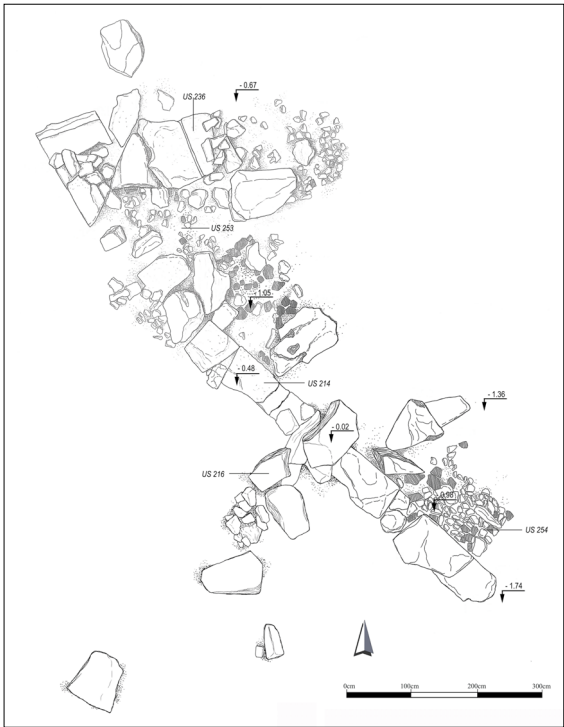 - 0.67
US 236
US 253
- 1.05
- 0.48
US 214
- 1.36
- 0.02
US 216
- 0.98
US 254
- 1.74
0cm 100cm 200cm 300cm